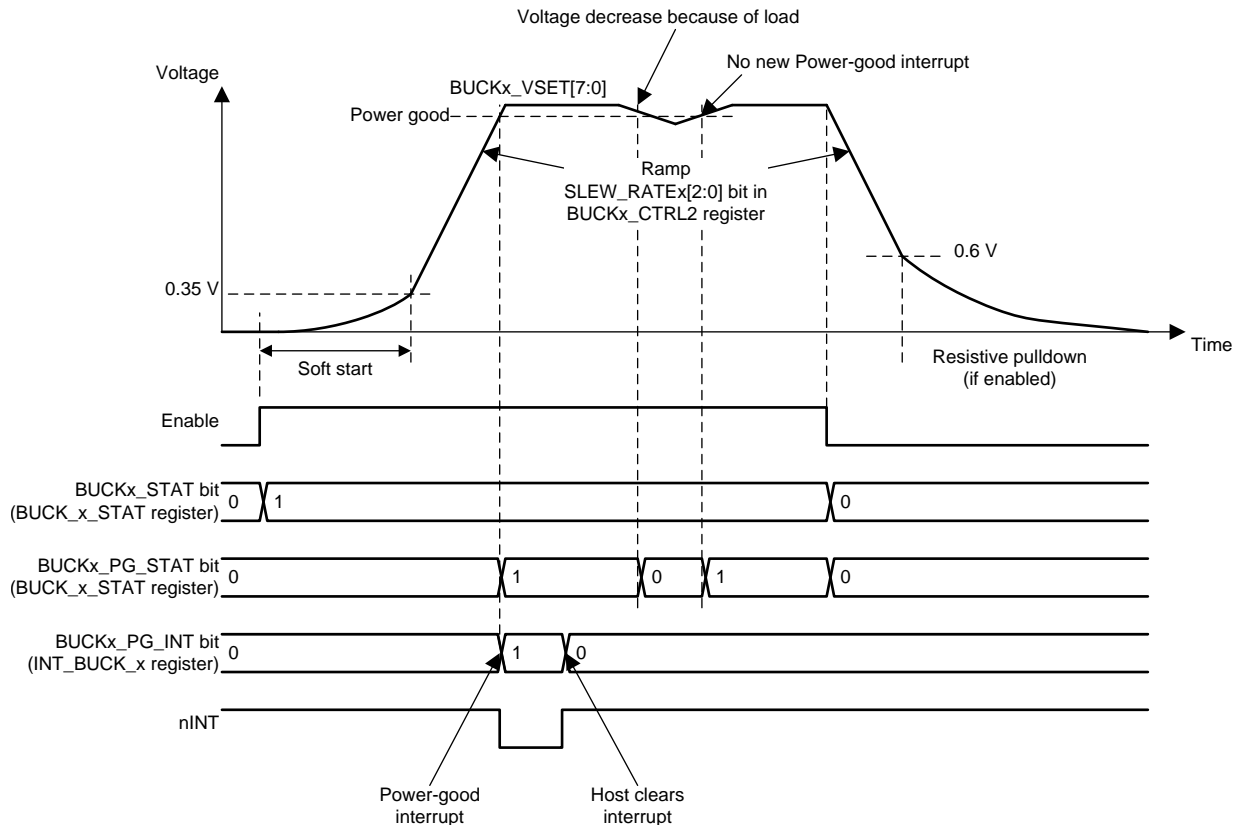 Voltage decrease because of load
No new Power-good interrupt
Voltage
BUCKx_VSET[7:0]
Power good
Ramp
SLEW_RATEx[2:0] bit in
BUCKx_CTRL2 register
0.6 V
0.35 V
Time
Soft start
Resistive pulldown
(if enabled)
Enable
BUCKx_STAT bit
(BUCK_x_STAT register)
0
1
0
BUCKx_PG_STAT bit
(BUCK_x_STAT register)
0
1
0
1
0
BUCKx_PG_INT bit
(INT_BUCK_x register)
0
1
0
nINT
Power-good
interrupt
Host clears
interrupt